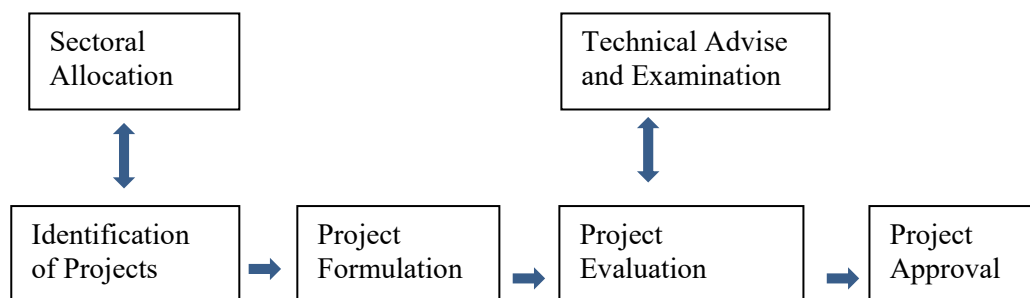 Sectoral
Allocation
Technical Advise
and Examination
Identification
of Projects
Project
Formulation
Project
Evaluation
Project
Approval